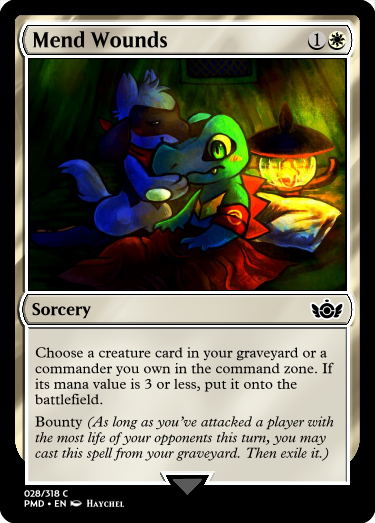 Mend Wounds 1
Sorcery
Choose a creature card in your graveyard or a
commander you own in the command zone. If
its mana value is 3 or less, put it onto the
battlefield.
Bounty (As long as you've attacked a player with
the most life of your opponents this turn, you may
cast this spell from your graveyard. Then exile it.)
028/318 C
PMD • EN HAYCHEL